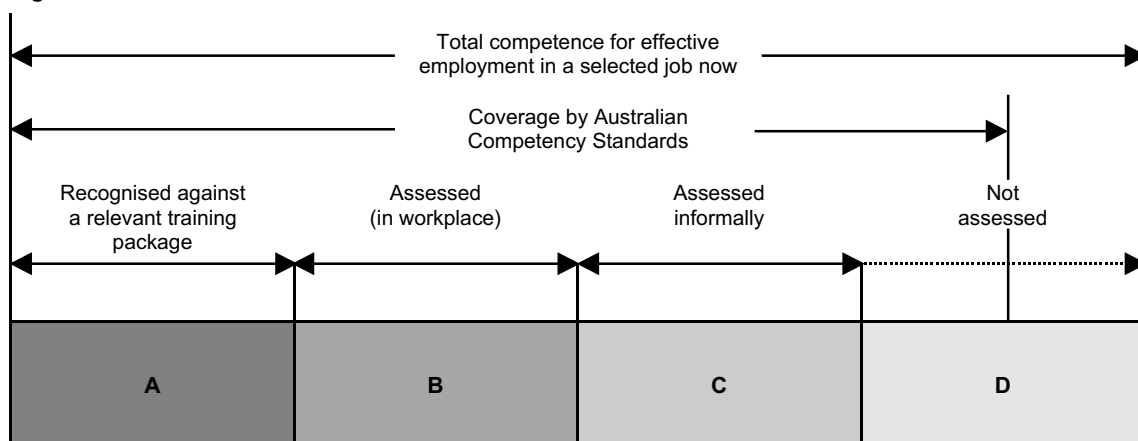 Total competence for effective
employment in a selected job now
Coverage by Australian
Competency Standards
Recognised against
a relevant training
package
Assessed
(in workplace)
Assessed
informally
Not
assessed
A
B
C
D